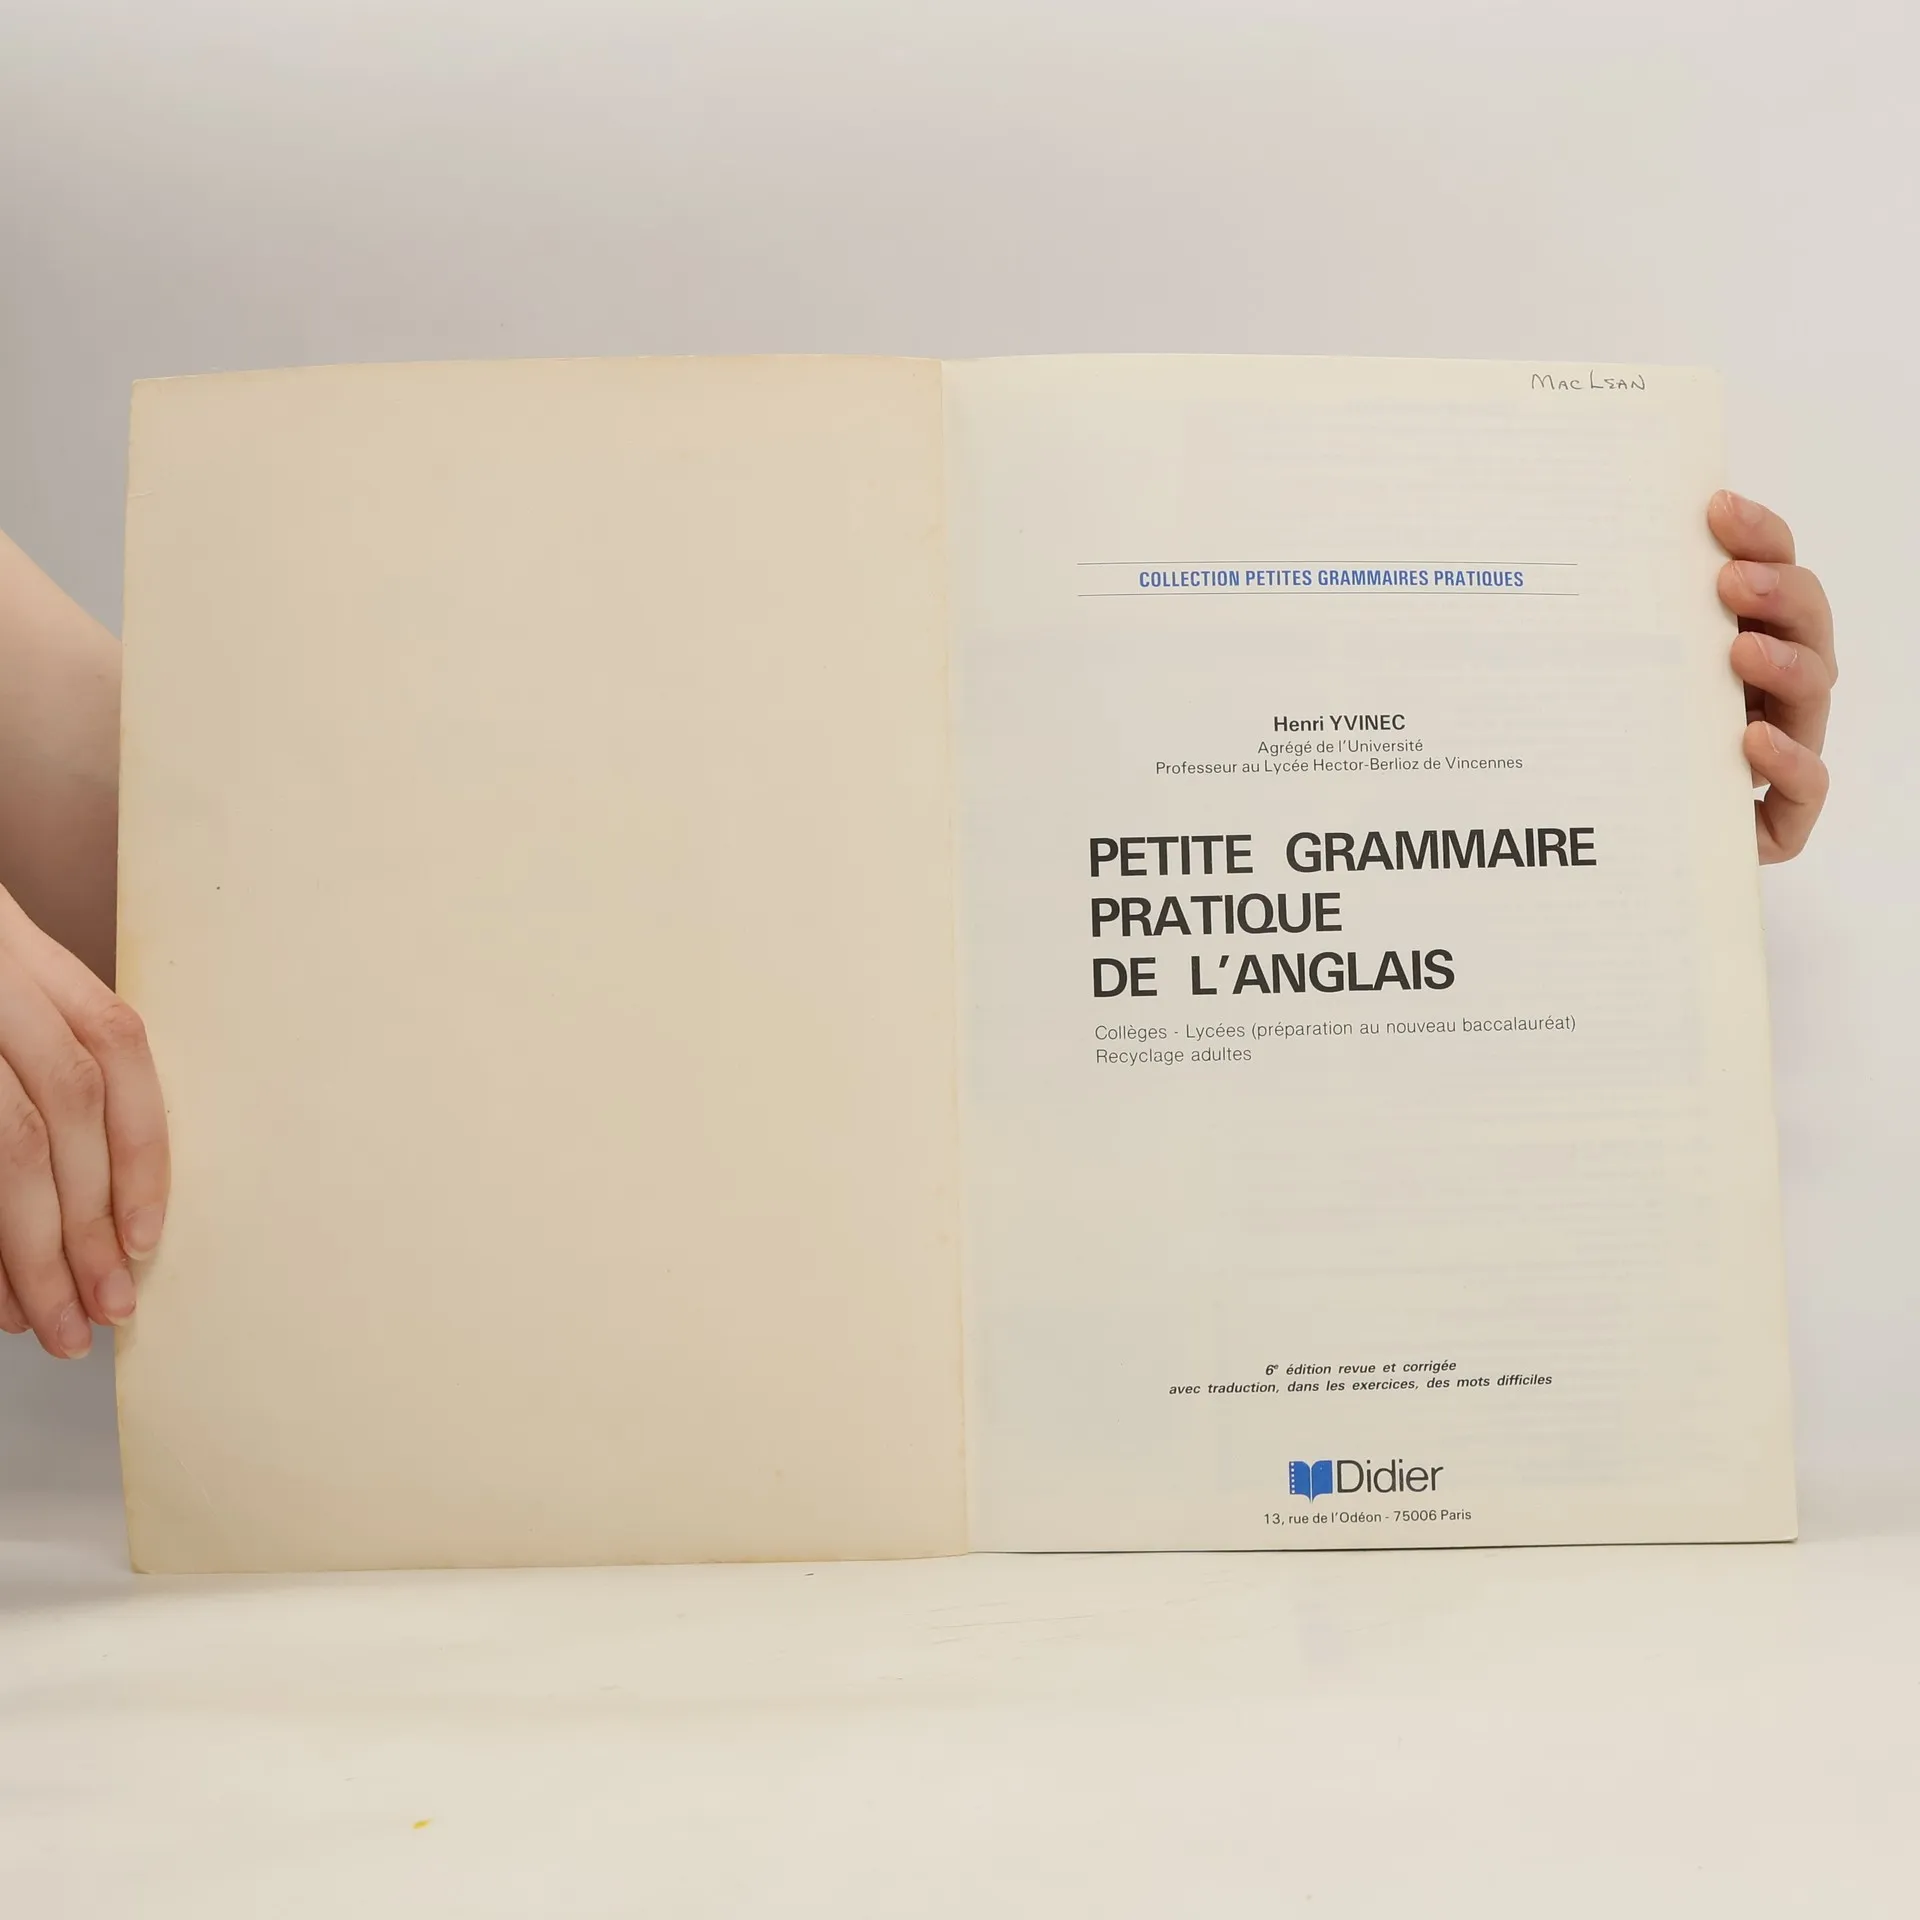 Mac Lean
COLLECTION PETITES GRAMMAIRES PRATIQUES
Henri YVINEC
Agrégé de l'Université
Professeur au Lycée Hector-Berlioz de Vincennes
PETITE GRAMMAIRE
PRATIQUE
DE L'ANGLAIS
Collèges - Lycées (préparation au nouveau baccalauréat)
Recyclage adultes
6e édition revue et corrigée
avec traduction, dans les exercices, des mots difficiles
Didier
13, rue de l'Odéon - 75006 Paris